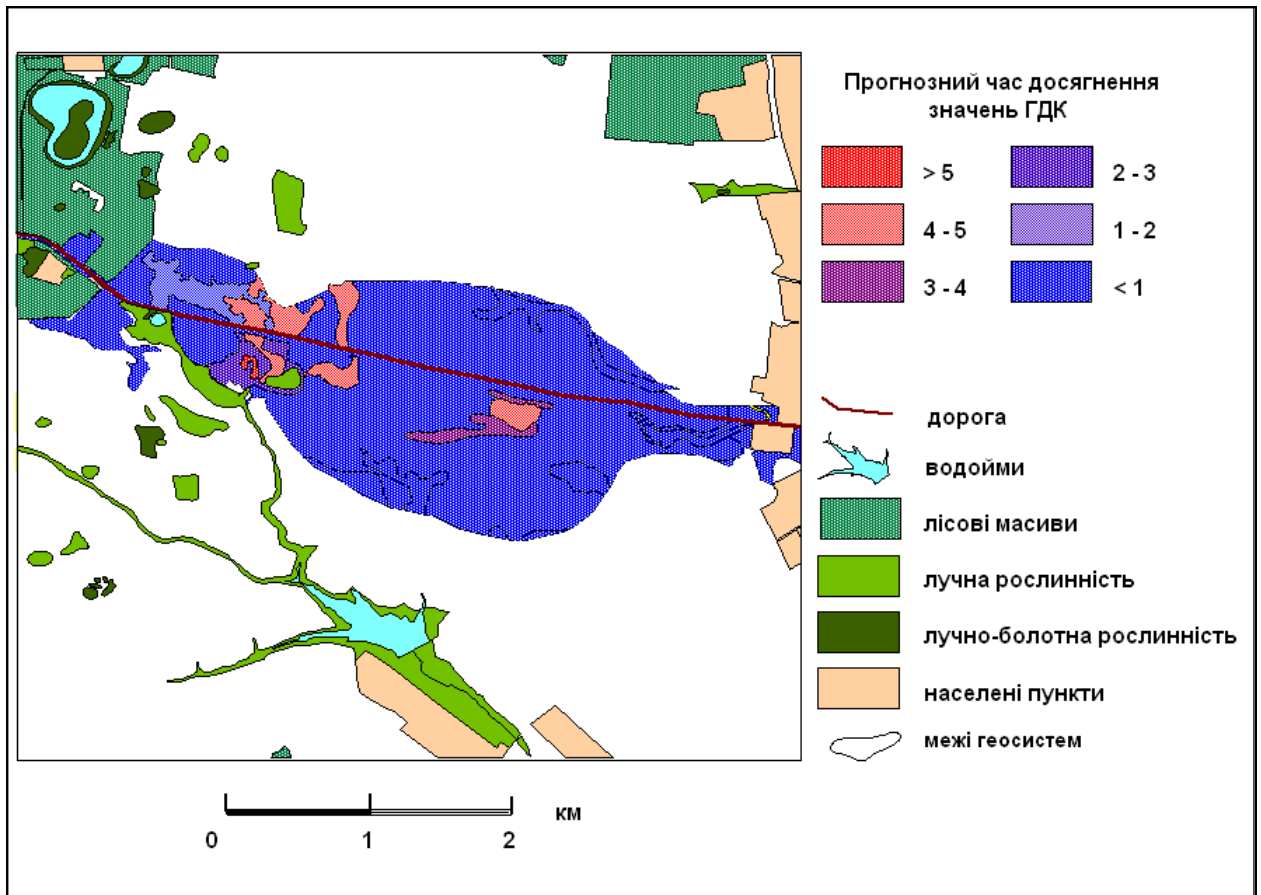 Прогнозний час досягнення
значень ГДК
> 5
2 - 3
4 - 5
1 - 2
3 - 4
< 1
дорога
водойми
лісові масиви
лучна рослинність
лучно-болотна рослинність
населені пункти
межі геосистем
км
0 1 2